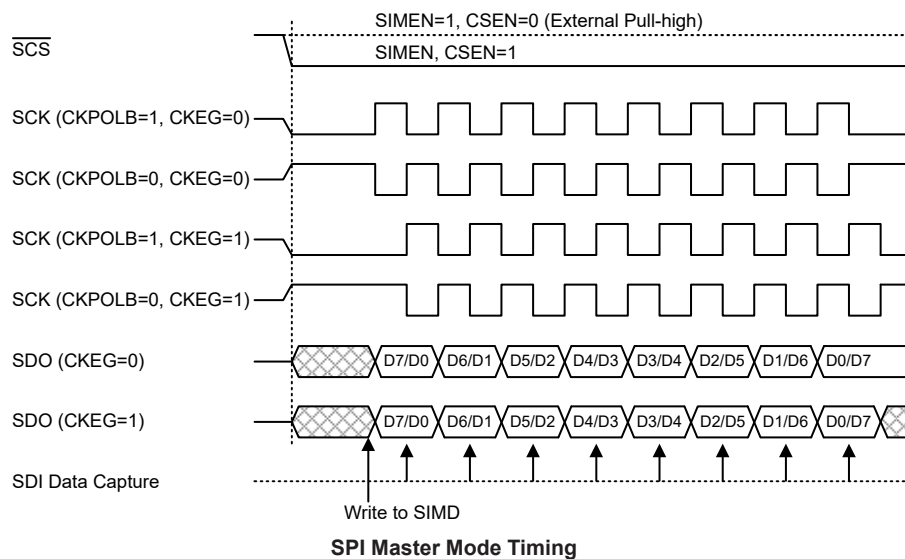 SIMEN=1, CSEN=0 (External Pull-high)
SCS
SIMEN, CSEN=1
SCK (CKPOLB=1, CKEG=0)
SCK (CKPOLB=0, CKEG=0)
SCK (CKPOLB=1, CKEG=1)
SCK (CKPOLB=0, CKEG=1)
SDO (CKEG=0) D7/D0 D6/D1 D5/D2 D4/D3 D3/D4 D2/D5 D1/D6 D0/D7
SDO (CKEG=1) D7/D0 D6/D1 D5/D2 D4/D3 D3/D4 D2/D5 D1/D6 D0/D7
SDI Data Capture
Write to SIMD
SPI Master Mode Timing